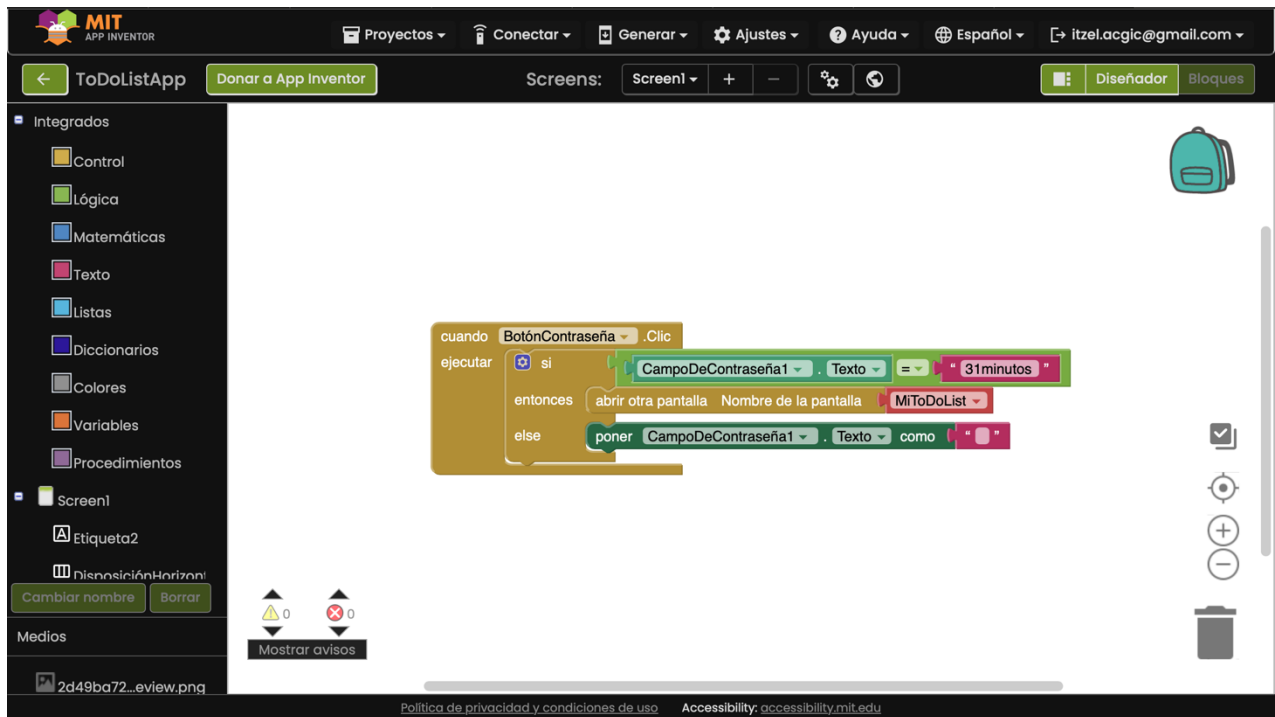 MIT
APP INVENTOR
Proyectos
Conectar
Generar
Ajustes
Ayuda
Español
itzel.acgic@gmail.com
ToDoListApp
Donar a App Inventor
Screens:
Screen1
+
−
Diseñador
Bloques
Integrados
Control
Lógica
Matemáticas
Texto
Listas
Diccionarios
Colores
Variables
Procedimientos
Screen1
A Etiqueta2
DisposiciónHorizont
Cambiar nombre
Borrar
Medios
2d49ba72...eview.png
cuando BotónContraseña .Clic
ejecutar si CampoDeContraseña1 . Texto = “ 31minutos ”
entonces abrir otra pantalla Nombre de la pantalla MiToDoList
else poner CampoDeContraseña1 . Texto como “ ”
0 0
Mostrar avisos
Política de privacidad y condiciones de uso Accessibility: accessibility.mit.edu